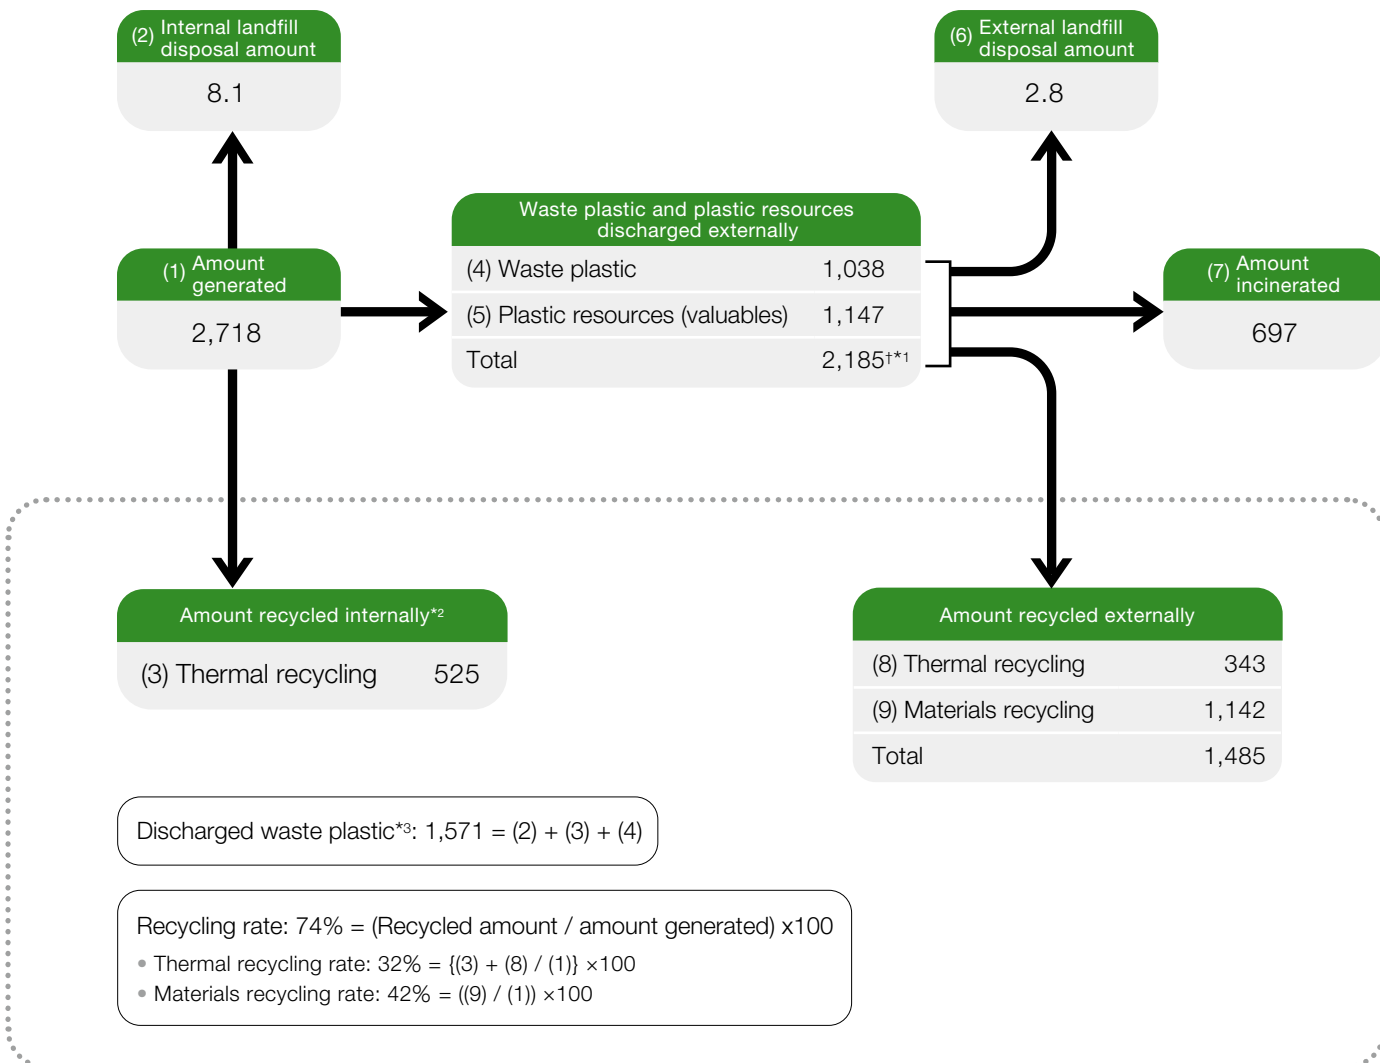 (2) Internal landfill
disposal amount
8.1
(6) External landfill
disposal amount
2.8
Waste plastic and plastic resources
discharged externally
(4) Waste plastic 1,038
(5) Plastic resources (valuables) 1,147
Total 2,185†*1
(1) Amount
generated
2,718
(7) Amount
incinerated
697
Amount recycled internally*2
(3) Thermal recycling 525
Amount recycled externally
(8) Thermal recycling 343
(9) Materials recycling 1,142
Total 1,485
Discharged waste plastic*3: 1,571 = (2) + (3) + (4)
Recycling rate: 74% = (Recycled amount / amount generated) x100
• Thermal recycling rate: 32% = {(3) + (8) / (1)} ×100
• Materials recycling rate: 42% = ((9) / (1)) ×100